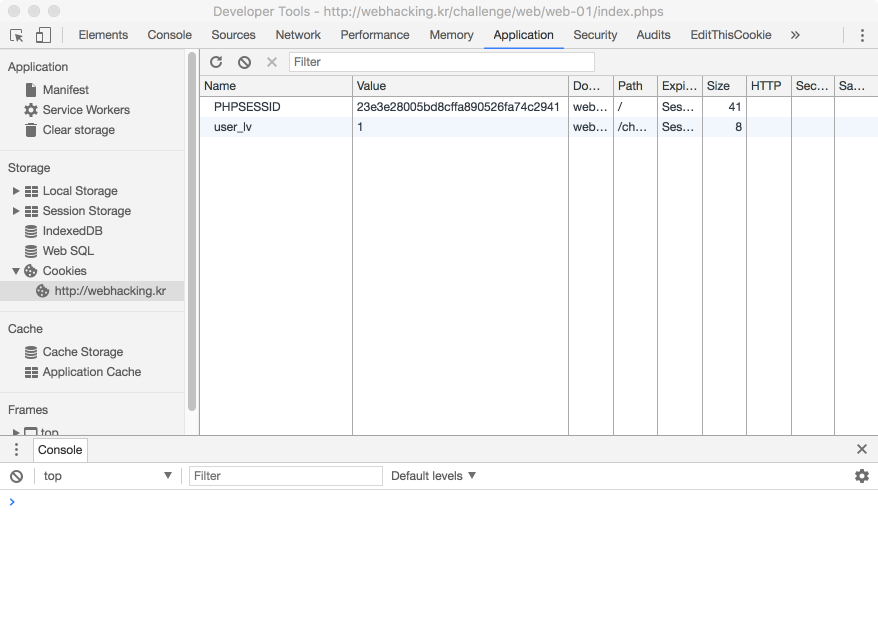 Developer Tools - http://webhacking.kr/challenge/web/web-01/index.phps
Elements Console Sources Network Performance Memory Application Security Audits EditThisCookie »
Application
Manifest
Service Workers
Clear storage
Storage
Local Storage
Session Storage
IndexedDB
Web SQL
Cookies
http://webhacking.kr
Cache
Cache Storage
Application Cache
Frames
top
Filter
Name Value Do... Path Expi... Size HTTP Sec... Sa...
PHPSESSID 23e3e28005bd8cffa890526fa74c2941 web... / Ses... 41
user_lv 1 web... /ch... Ses... 8
Console
top Filter Default levels